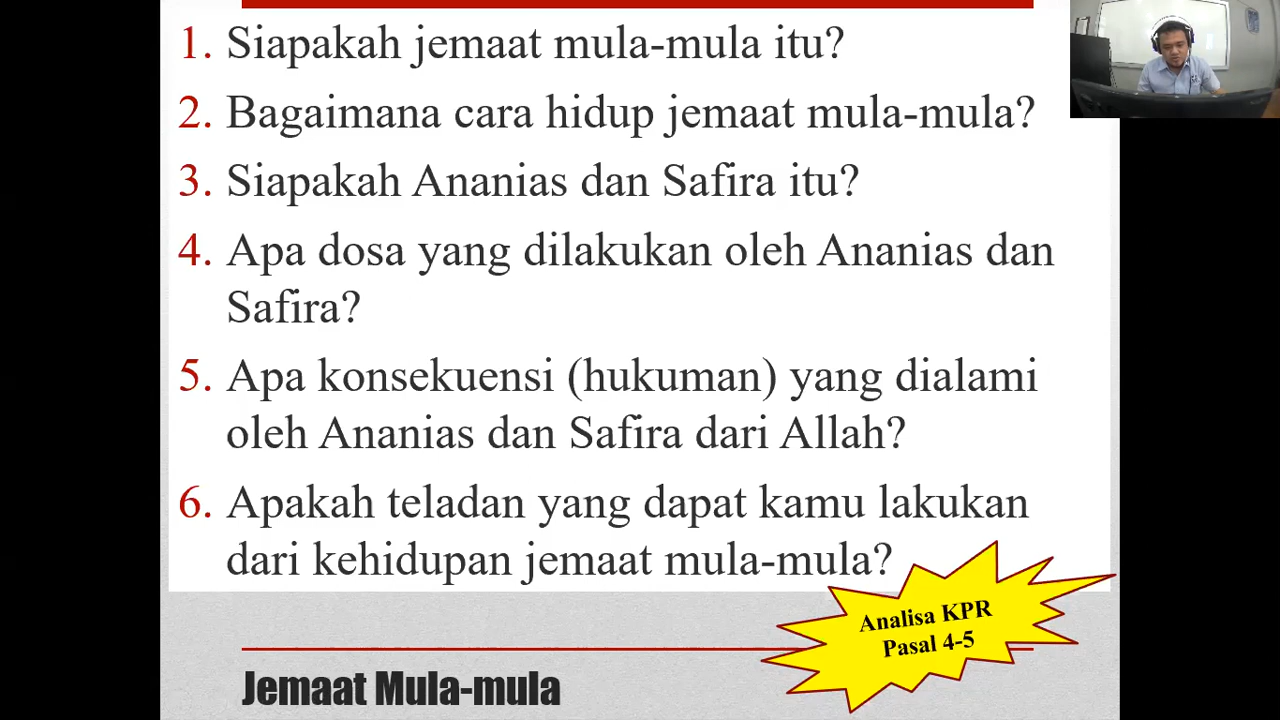 1. Siapakah jemaat mula-mula itu?
2. Bagaimana cara hidup jemaat mula-mula?
3. Siapakah Ananias dan Safira itu?
4. Apa dosa yang dilakukan oleh Ananias dan
Safira?
5. Apa konsekuensi (hukuman) yang dialami
oleh Ananias dan Safira dari Allah?
6. Apakah teladan yang dapat kamu lakukan
dari kehidupan jemaat mula-mula?
Analisa KPR
Pasal 4-5
Jemaat Mula-mula